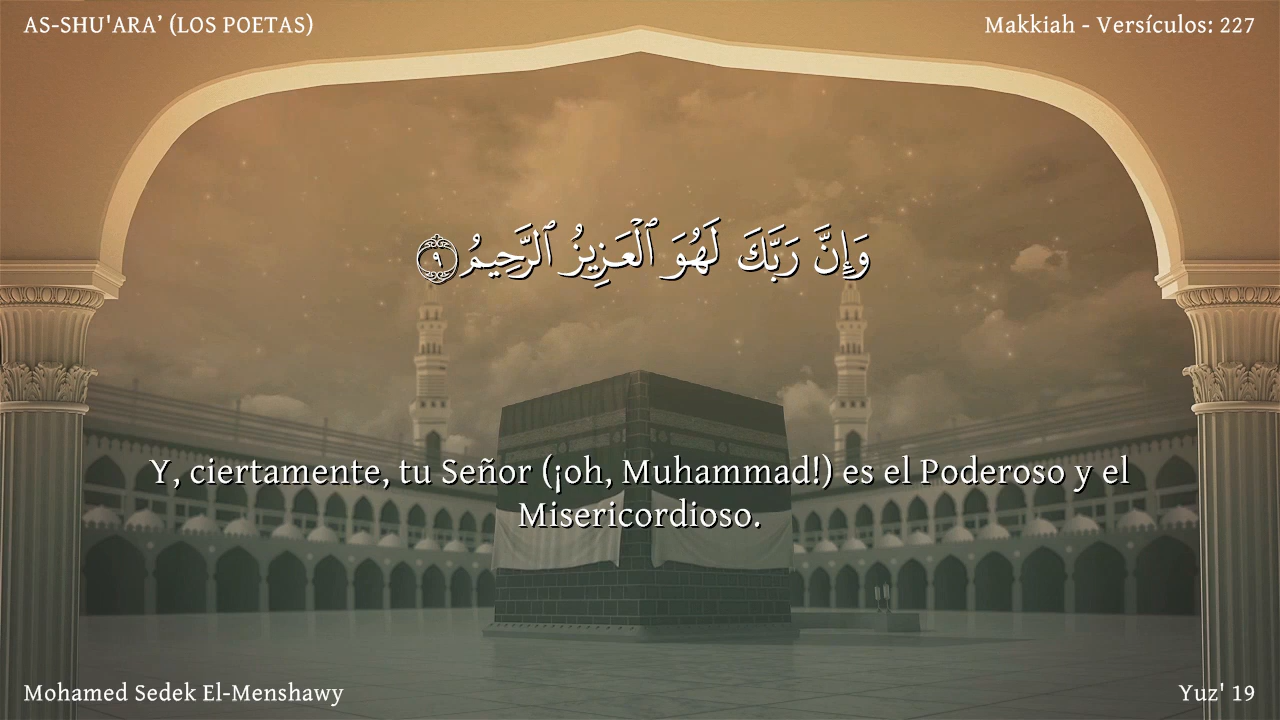 AS-SHU'ARA’ (LOS POETAS)
Makkiah - Versículos: 227
وَإِنَّ رَبَّكَ لَهُوَ ٱلْعَزِيزُ ٱلرَّحِيمُ ٩
Y, ciertamente, tu Señor (¡oh, Muhammad!) es el Poderoso y el
Misericordioso.
Mohamed Sedek El-Menshawy
Yuz' 19